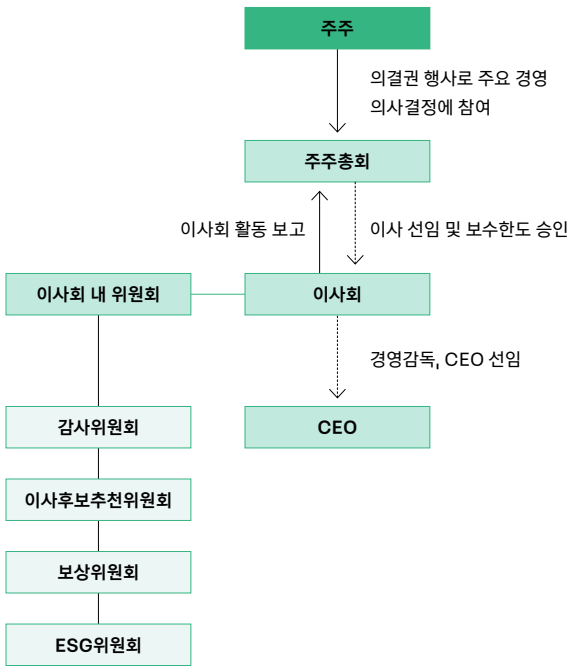 주주
의결권 행사로 주요 경영
의사결정에 참여
주주총회
이사회 활동 보고
이사 선임 및 보수한도 승인
이사회 내 위원회
이사회
경영감독, CEO 선임
감사위원회
CEO
이사후보추천위원회
보상위원회
ESG위원회